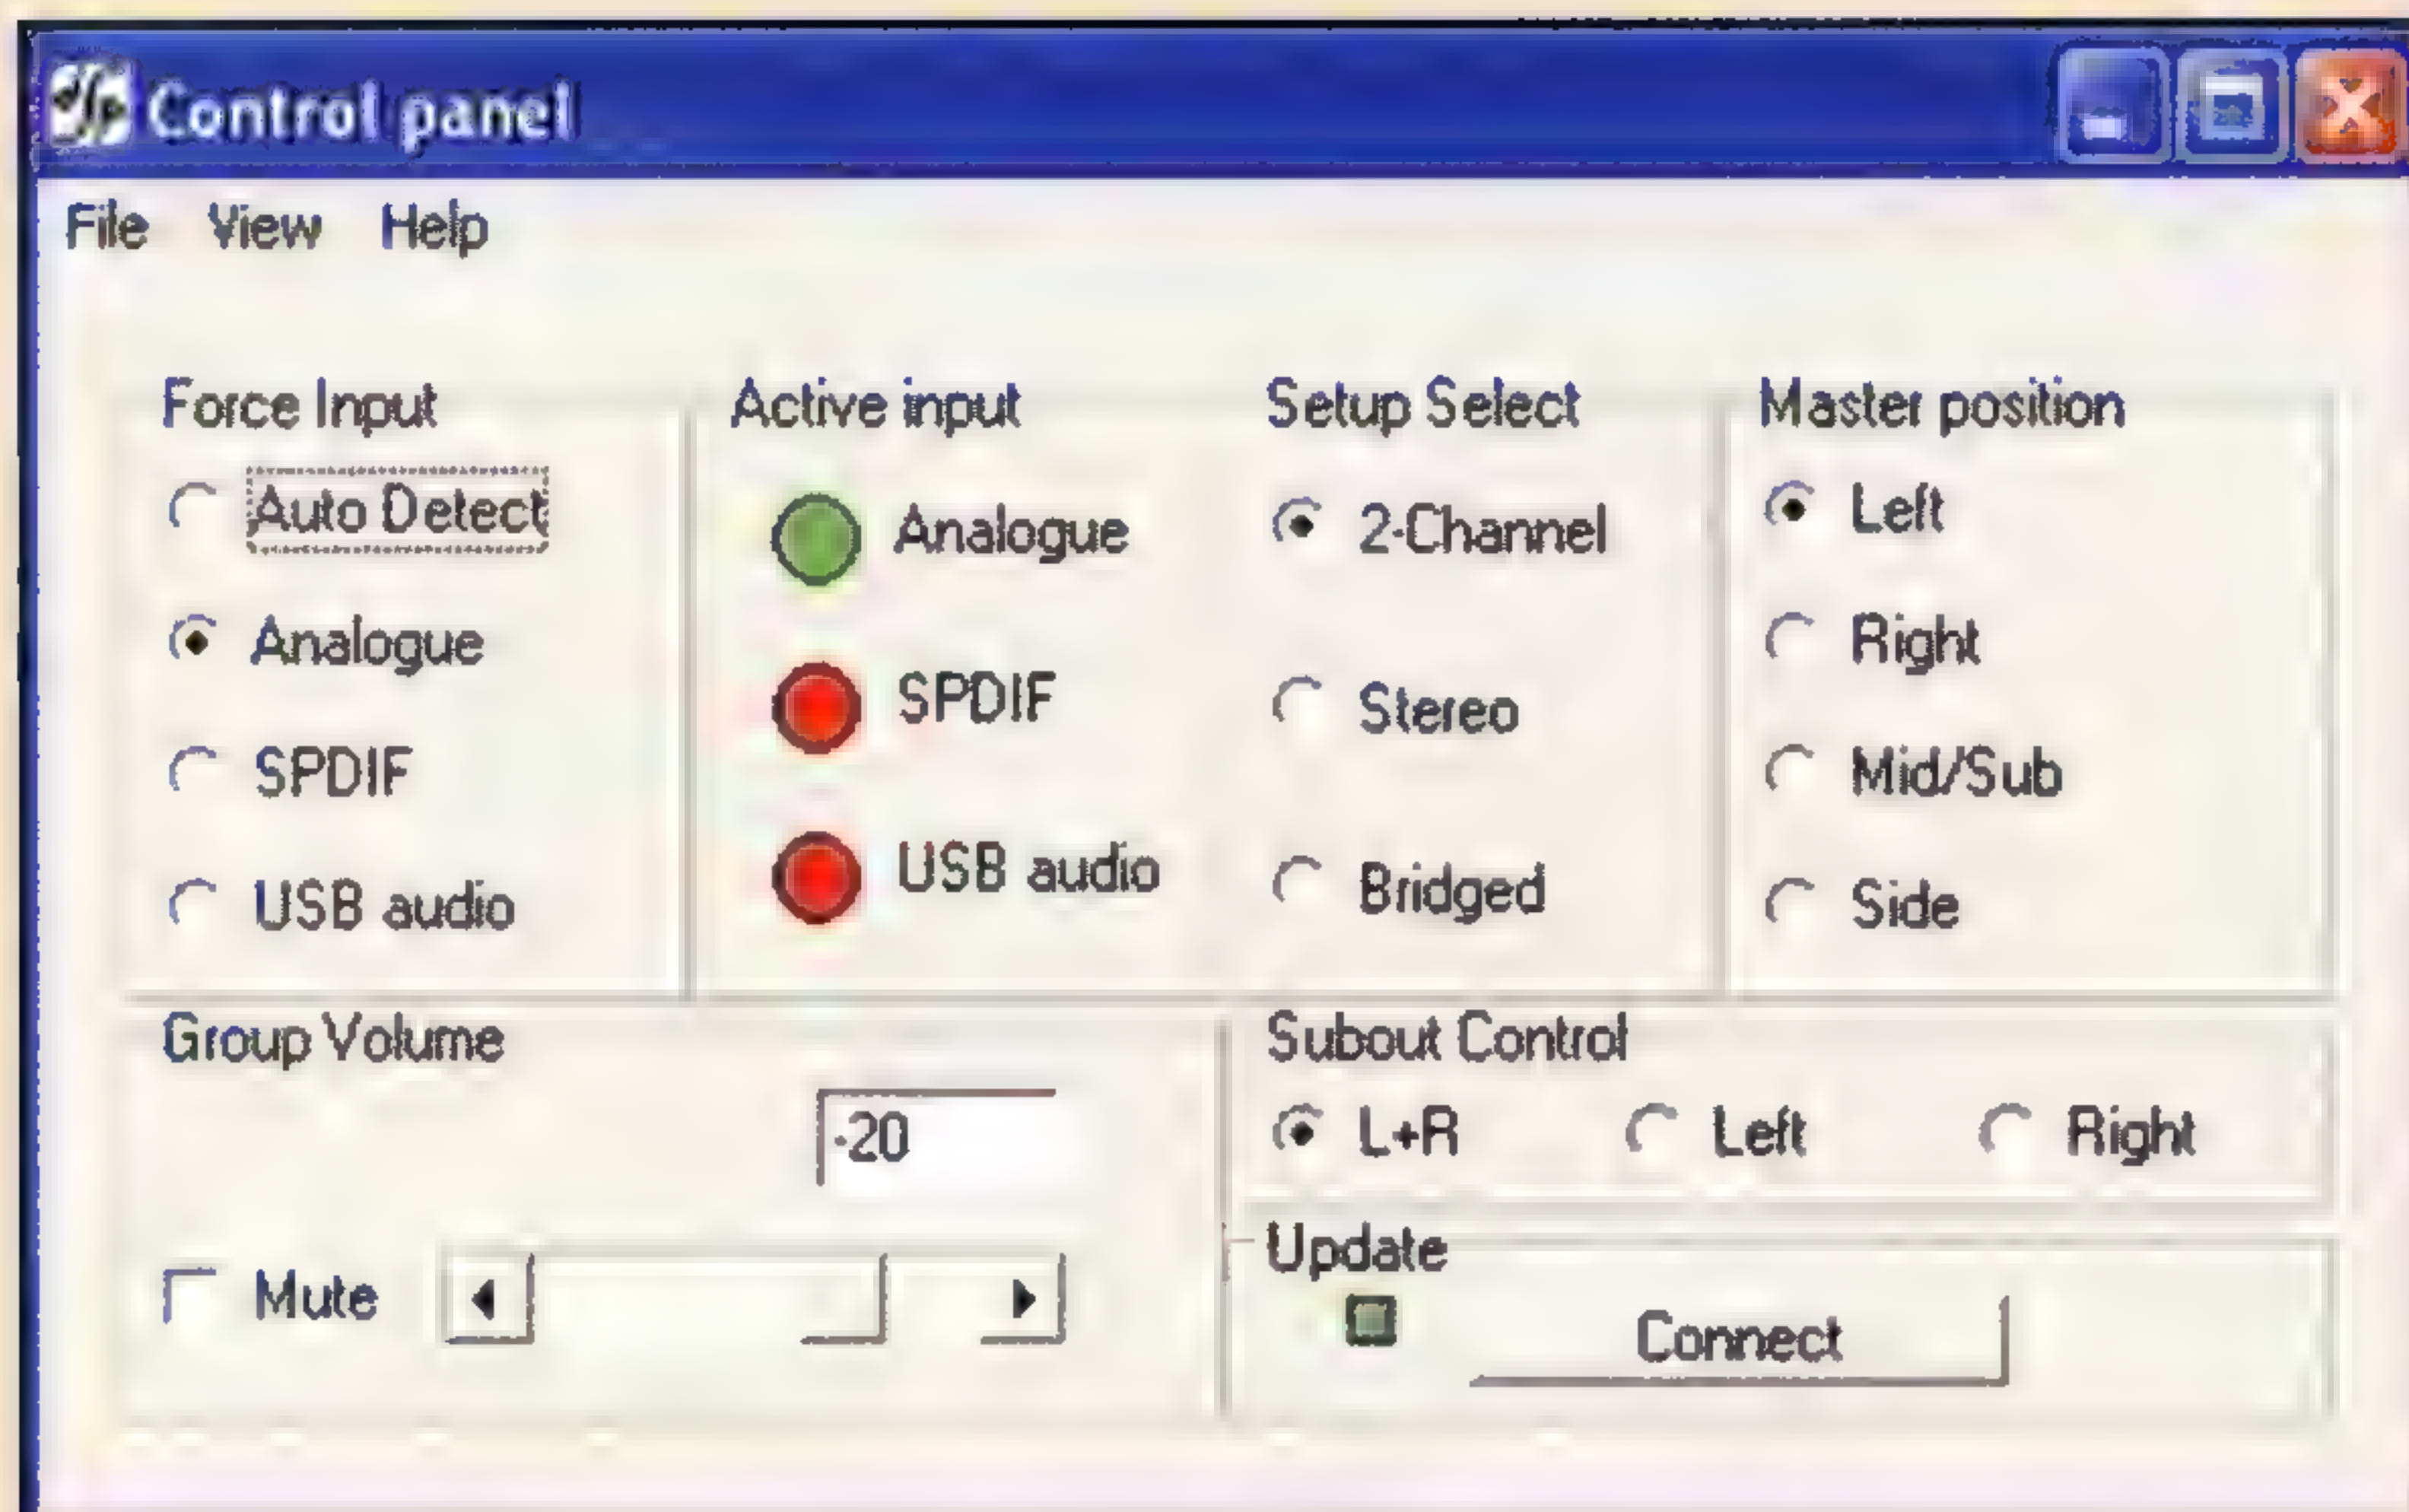 Control panel
File View Help
Force Input
Auto Detect
Analogue
SPDIF
USB audio
Active input
Analogue
SPDIF
USB audio
Setup Select
2-Channel
Stereo
Bridged
Master position
Left
Right
Mid/Sub
Side
Group Volume
-20
Mute
Subout Control
L+R Left Right
Update
Connect